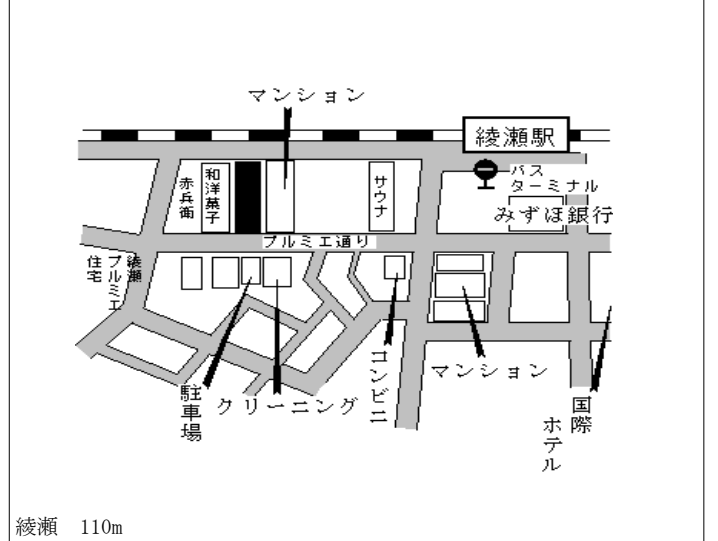 マンション
綾瀬駅
バス
ターミナル
赤兵衛
和洋菓子
サウナ
みずほ銀行
プルミエ通り
綾瀬
プルミエ
住宅
駐車場
クリーニング
コンビニ
マンション
国際
ホテル
綾瀬　110m